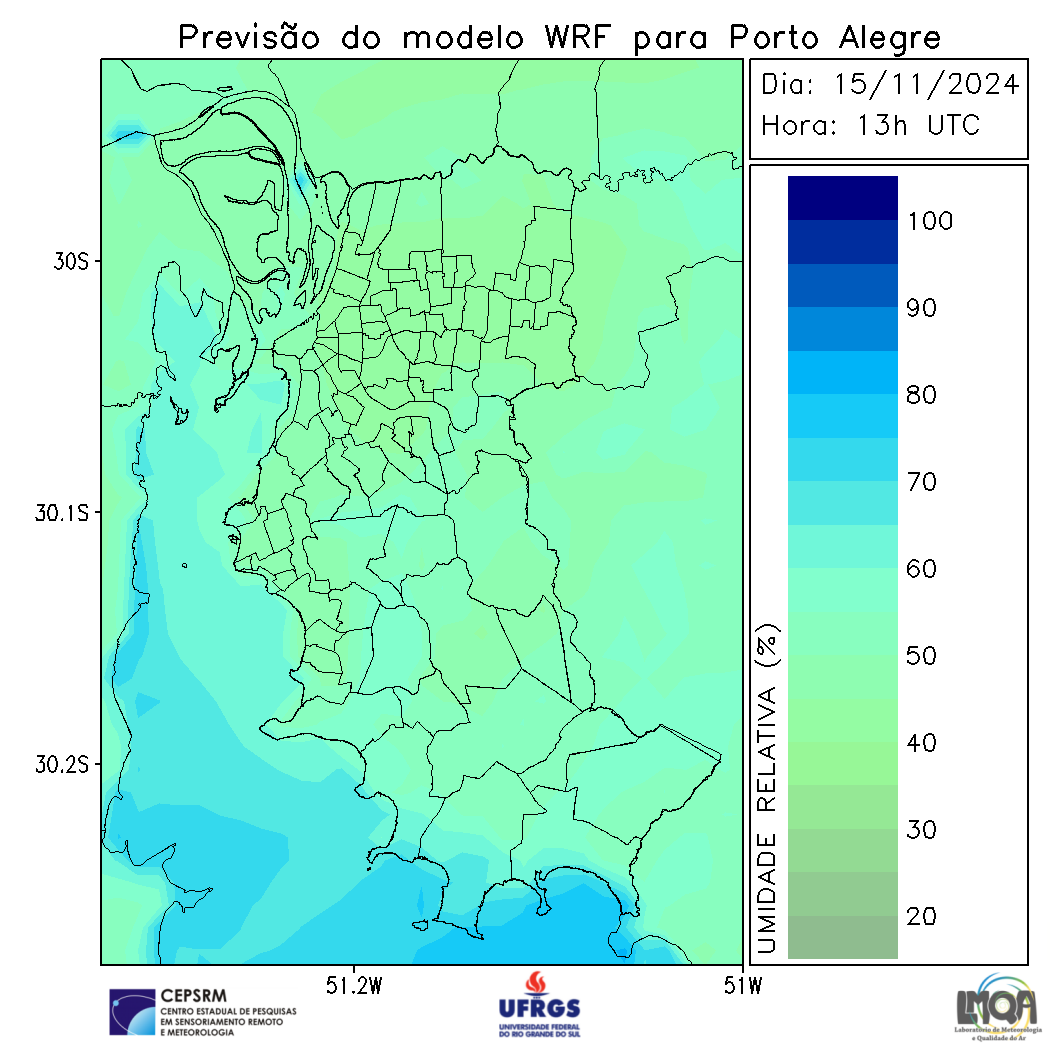 Previsão do modelo WRF para Porto Alegre
Dia: 15/11/2024
Hora: 13h UTC
30S
30.1S
30.2S
51.2W
51W
100
90
80
70
60
50
40
30
20
UMIDADE RELATIVA (%)
CEPSRM
CENTRO ESTADUAL DE PESQUISAS
EM SENSORIAMENTO REMOTO
E METEOROLOGIA
UFRGS
UNIVERSIDADE FEDERAL
DO RIO GRANDE DO SUL
LMQA
Laboratório de Meteorologia
e Qualidade do Ar